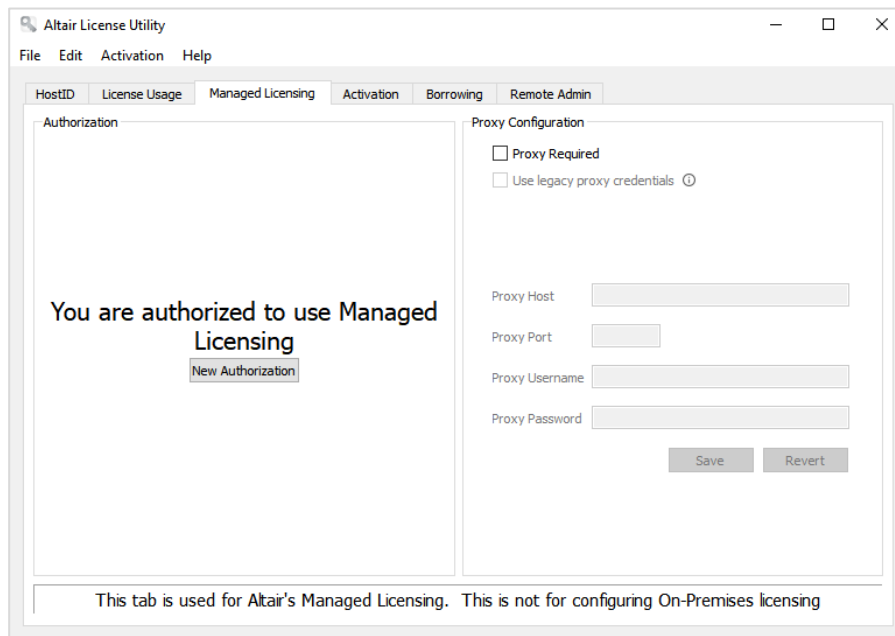 Altair License Utility
File Edit Activation Help
HostID License Usage Managed Licensing Activation Borrowing Remote Admin
Authorization
You are authorized to use Managed
Licensing
New Authorization
Proxy Configuration
Proxy Required
Use legacy proxy credentials
Proxy Host
Proxy Port
Proxy Username
Proxy Password
Save Revert
This tab is used for Altair's Managed Licensing. This is not for configuring On-Premises licensing